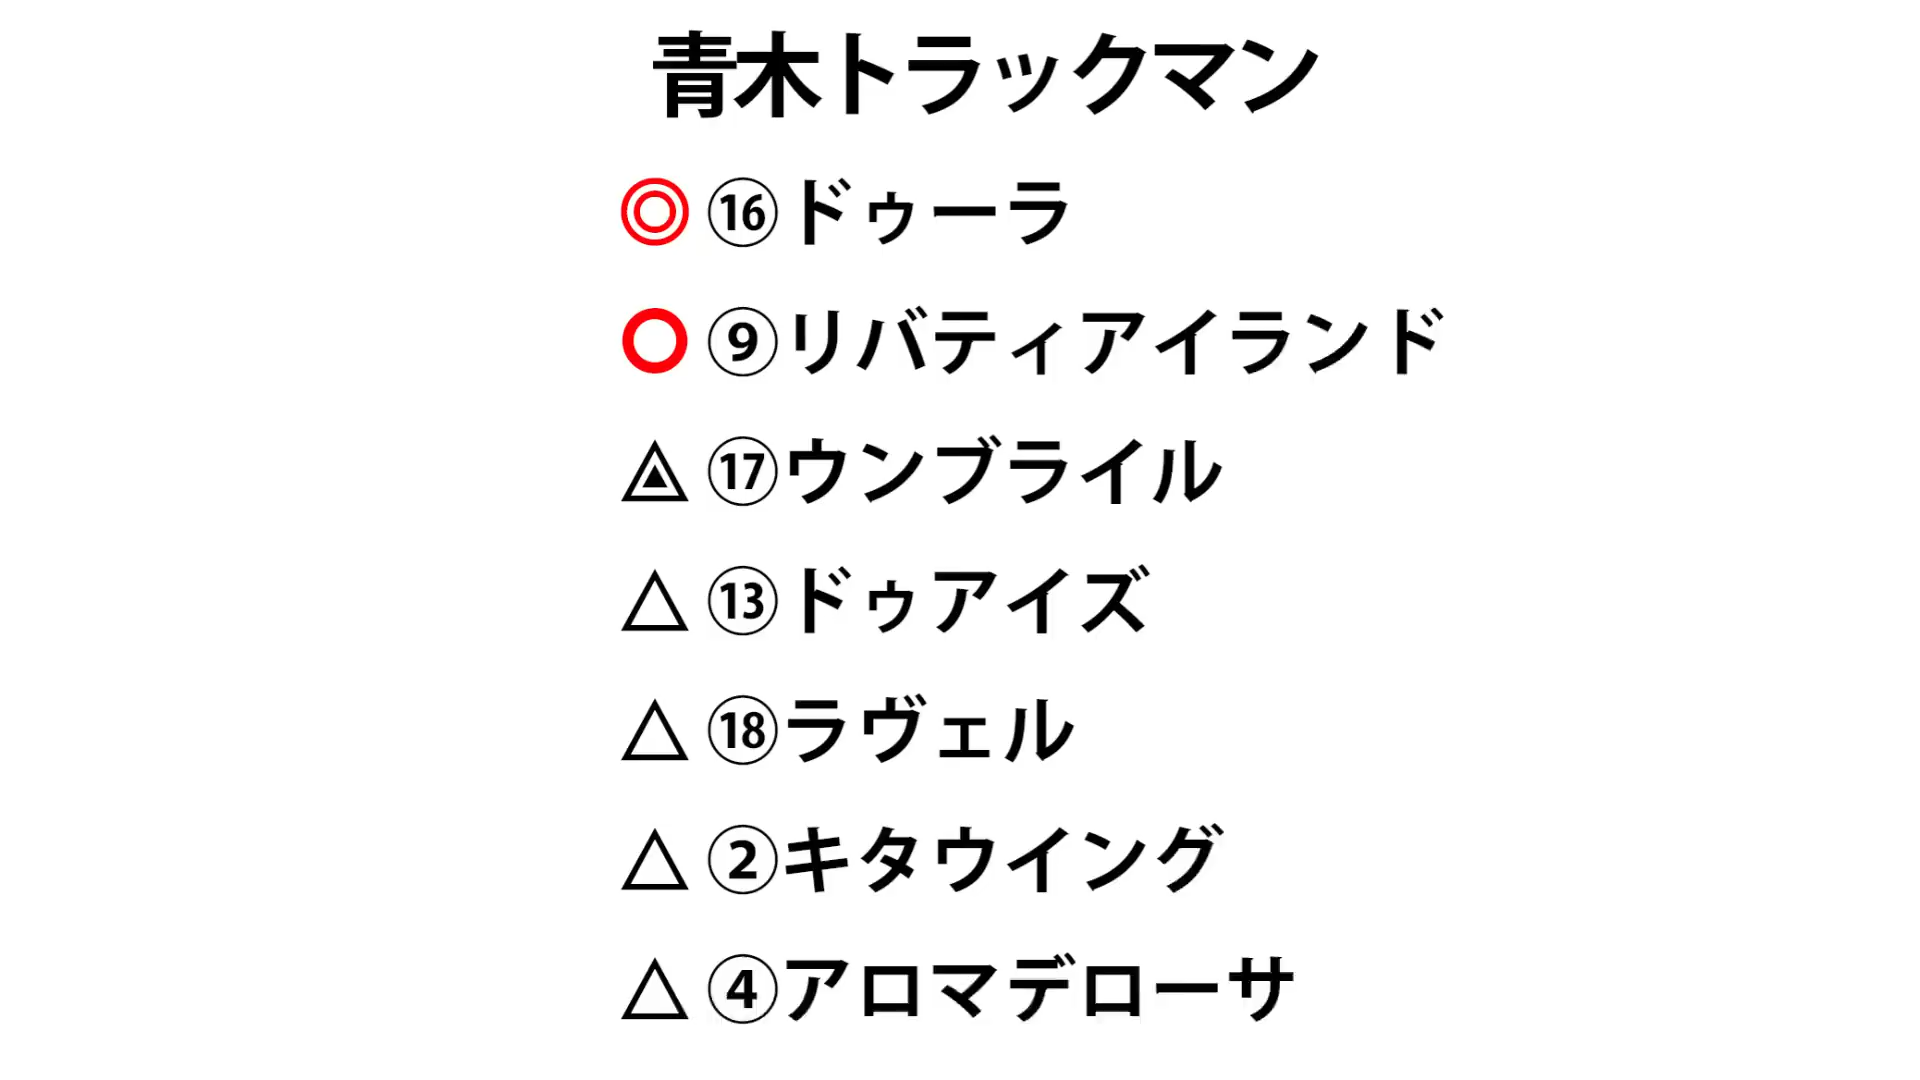 青木トラックマン
◎⑯ドゥーラ
○⑨リバティアイランド
▲⑰ウンブライル
△⑬ドゥアイズ
△⑱ラヴェル
△②キタウイング
△④アロマデローサ